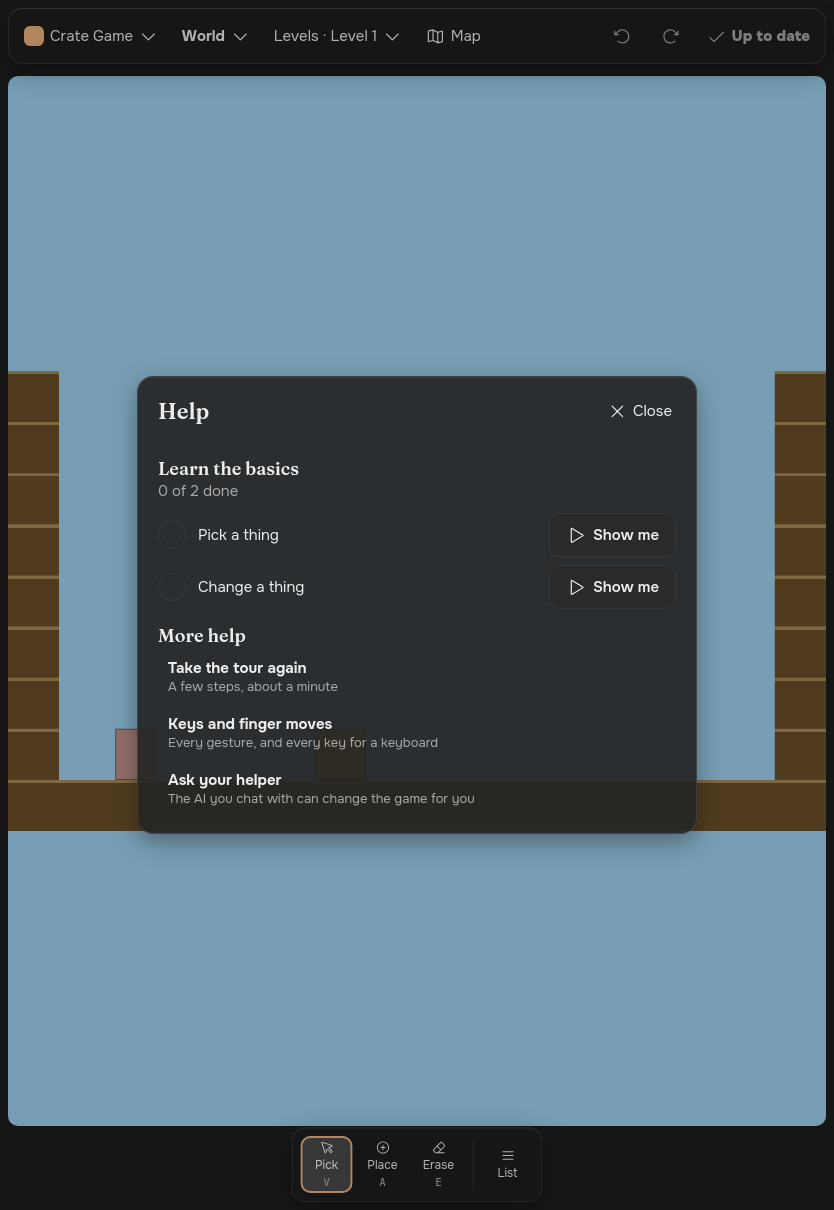 Crate Game
World
Levels · Level 1
Map
Up to date
Help
Close
Learn the basics
0 of 2 done
Pick a thing
Show me
Change a thing
Show me
More help
Take the tour again
A few steps, about a minute
Keys and finger moves
Every gesture, and every key for a keyboard
Ask your helper
The AI you chat with can change the game for you
Pick
Place
Erase
List
V
A
E